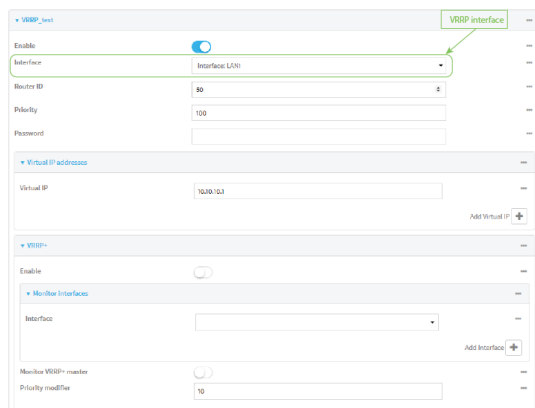 VRRP_test
VRRP interface
Enable
Interface
Interface: LAN1
Router ID
50
Priority
100
Password
Virtual IP addresses
Virtual IP
10.10.10.1
Add Virtual IP
VRRP+
Enable
Monitor Interfaces
Interface
Add Interface
Monitor VRRP+ master
Priority modifier
10